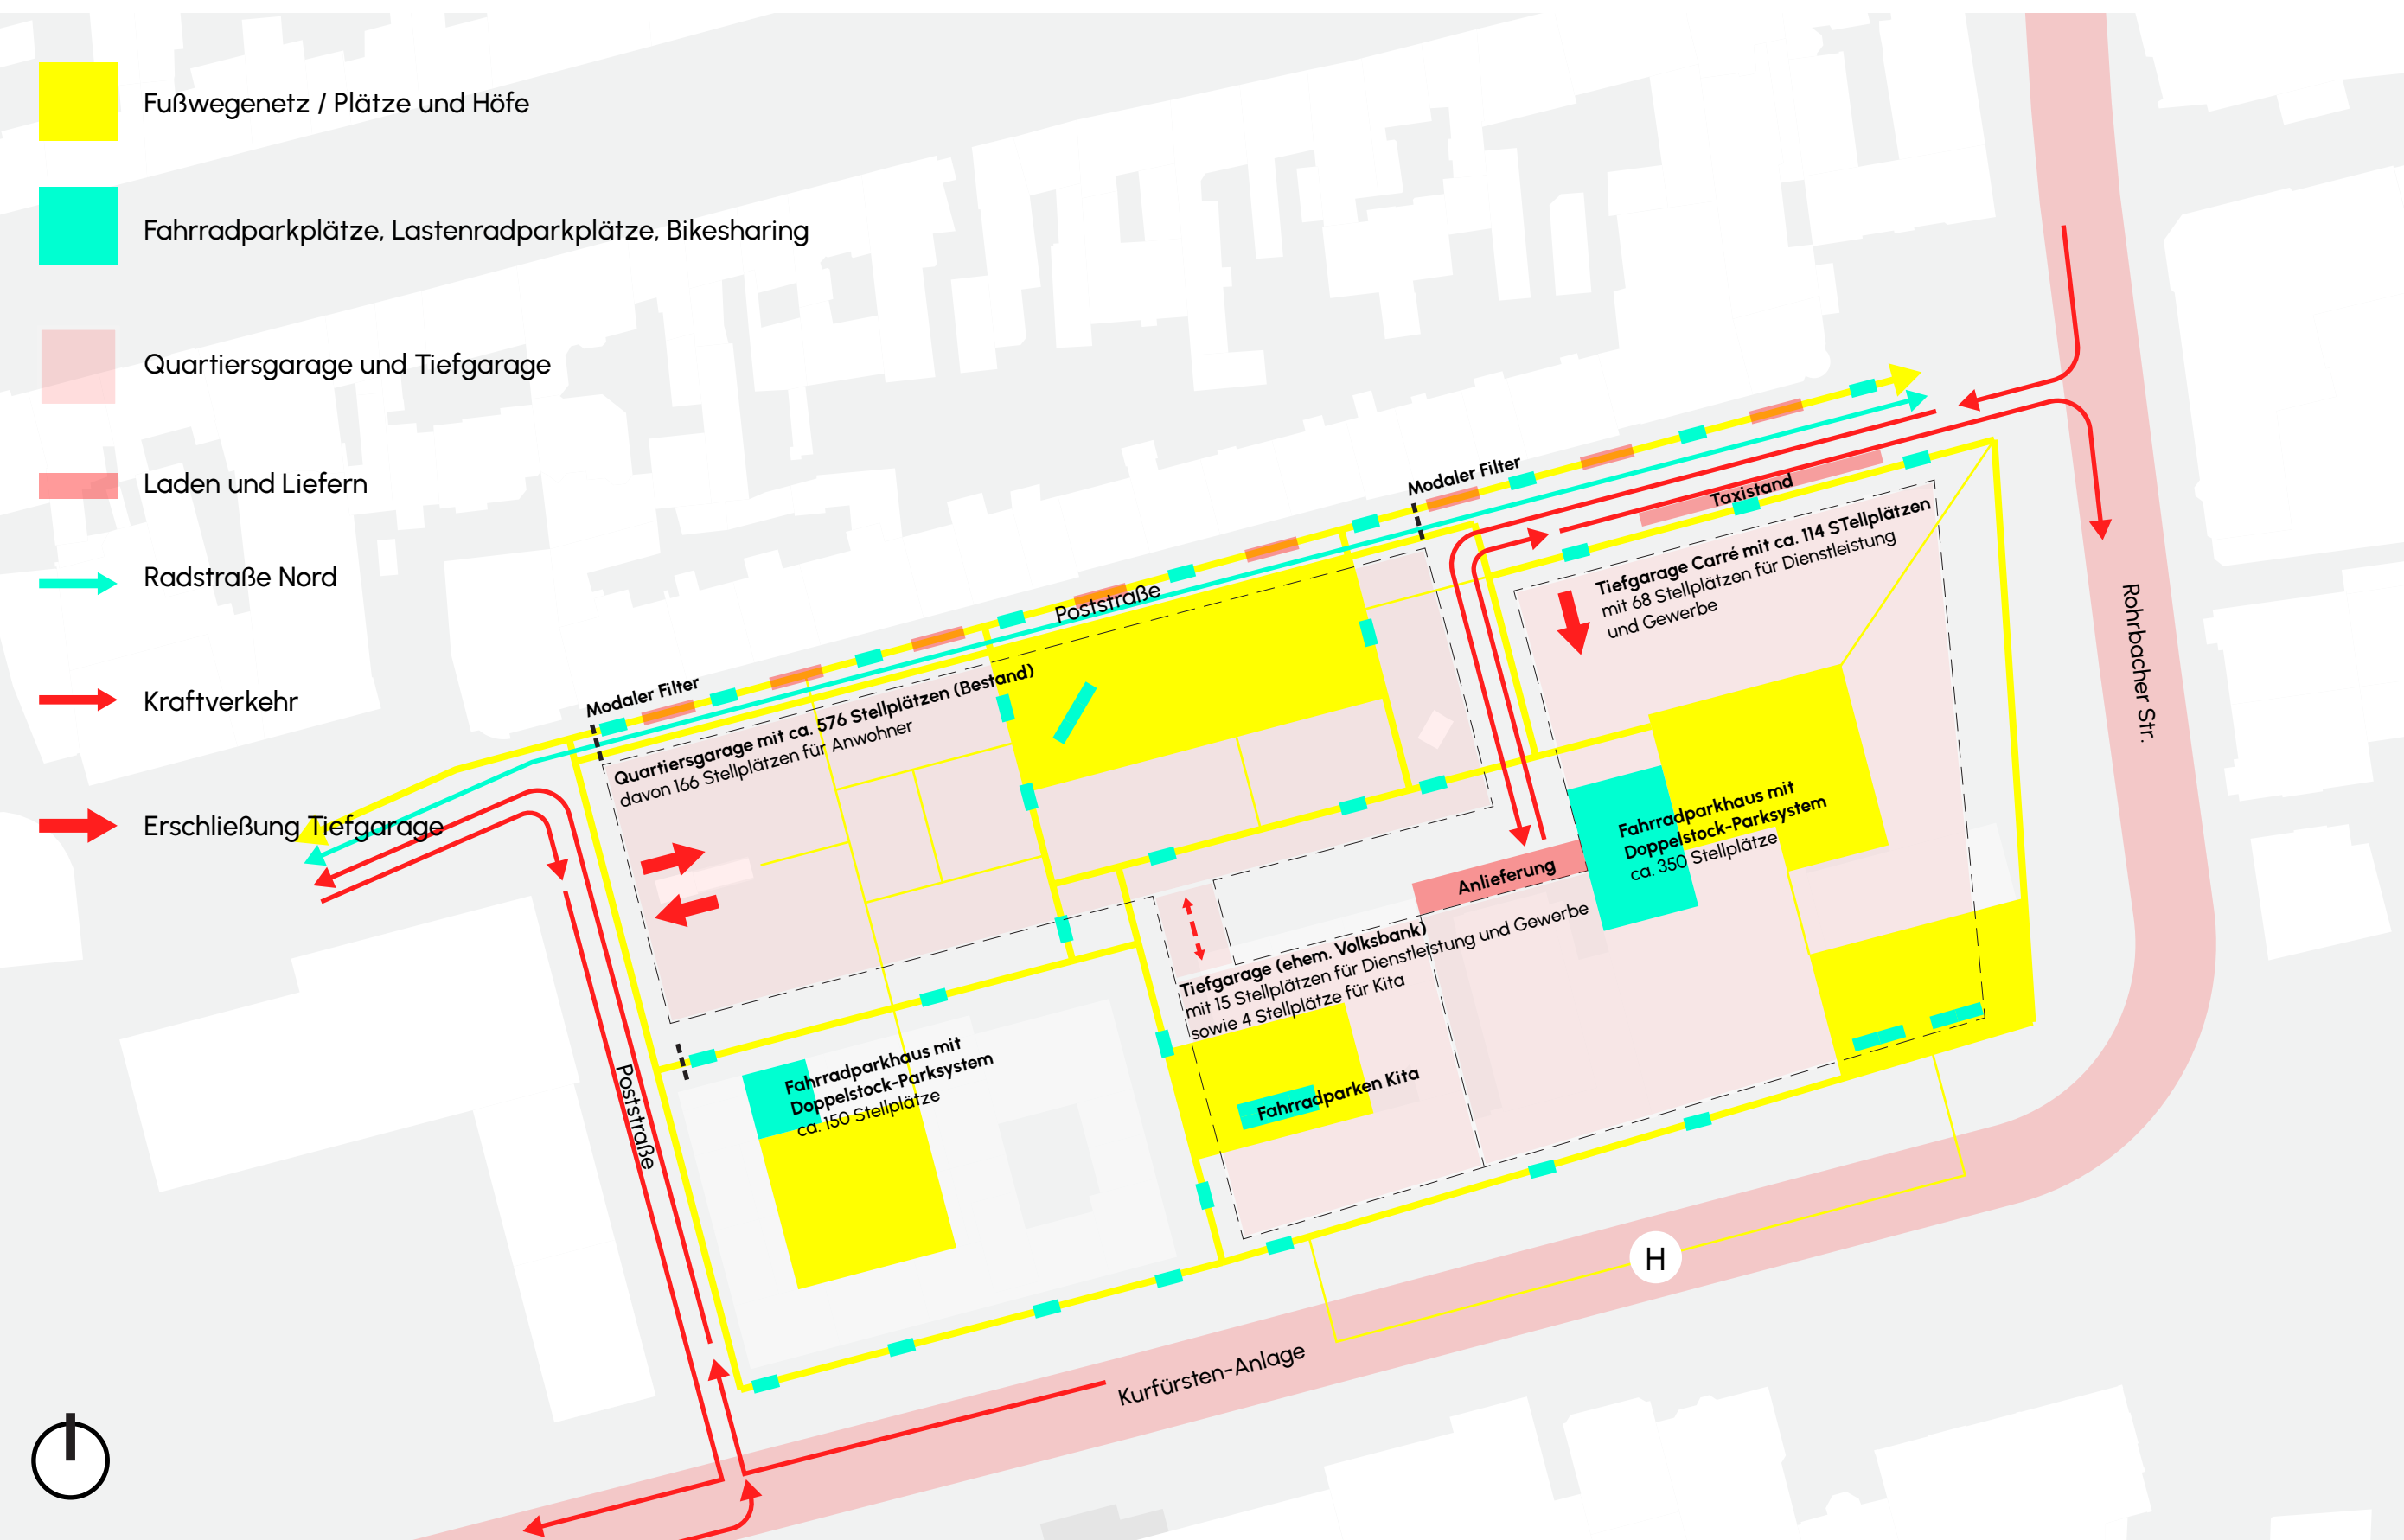 Fußwegenetz / Plätze und Höfe
Fahrradparkplätze, Lastenradparkplätze, Bikesharing
Quartiersgarage und Tiefgarage
Laden und Liefern
Radstraße Nord
Kraftverkehr
Erschließung Tiefgarage
Modaler Filter
Modaler Filter
Taxistand
Poststraße
Tiefgarage Carré mit ca. 114 STellplätzen
mit 68 Stellplätzen für Dienstleistung
und Gewerbe
Rohrbacher Str.
Quartiersgarage mit ca. 576 Stellplätzen (Bestand)
davon 166 Stellplätzen für Anwohner
Fahrradparkhaus mit
Doppelstock-Parksystem
ca. 350 Stellplätze
Anlieferung
Tiefgarage (ehem. Volksbank)
mit 15 Stellplätzen für Dienstleistung und Gewerbe
sowie 4 Stellplätze für Kita
Fahrradparkhaus mit
Doppelstock-Parksystem
ca. 150 Stellplätze
Fahrradparken Kita
Poststraße
H
Kurfürsten-Anlage